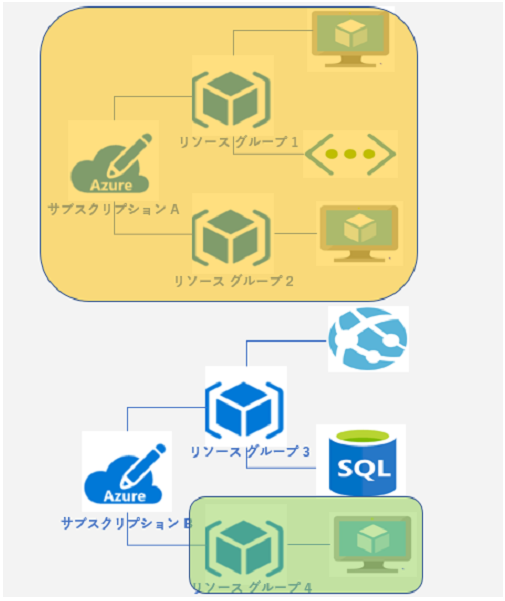 リソース グループ 1
Azure
サブスクリプション A
リソース グループ 2
リソース グループ 3
SQL
Azure
サブスクリプション B
リソース グループ 4